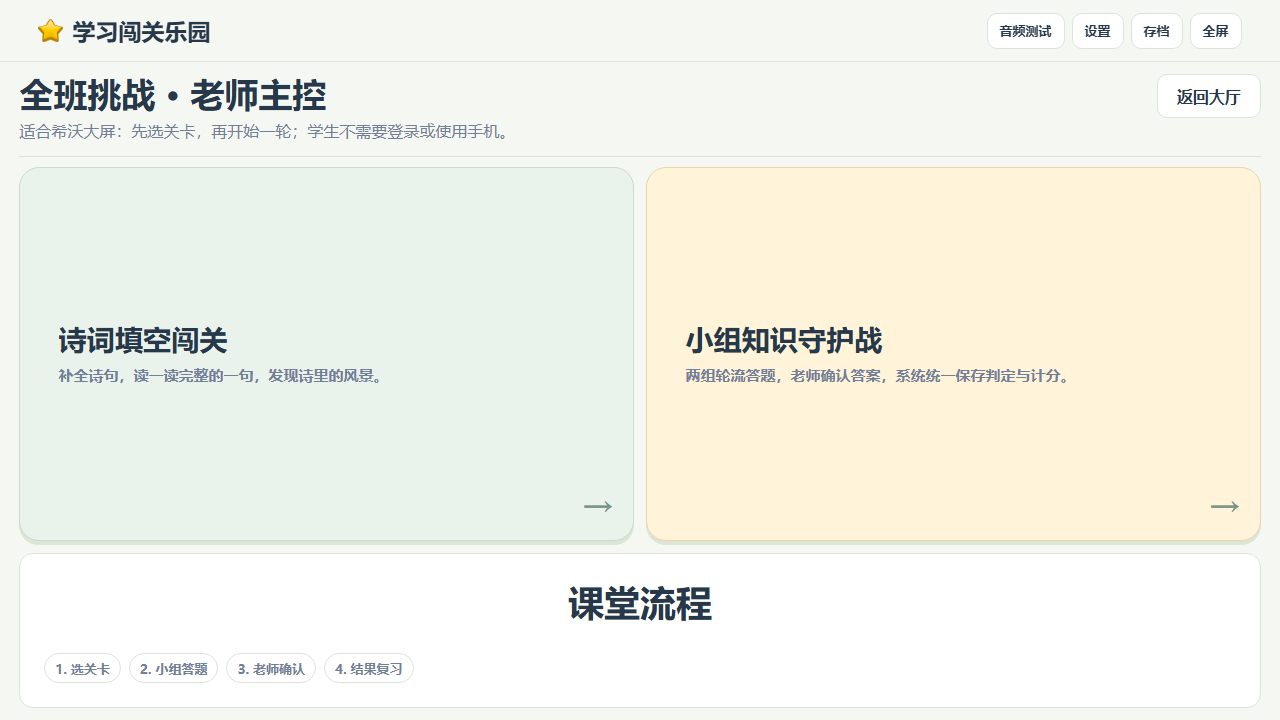 学习闯关乐园
音频测试 设置 存档 全屏
全班挑战 · 老师主控
返回大厅
适合希沃大屏：先选关卡，再开始一轮；学生不需要登录或使用手机。
诗词填空闯关
补全诗句，读一读完整的一句，发现诗里的风景。
→
小组知识守护战
两组轮流答题，老师确认答案，系统统一保存判定与计分。
→
课堂流程
1. 选关卡 2. 小组答题 3. 老师确认 4. 结果复习